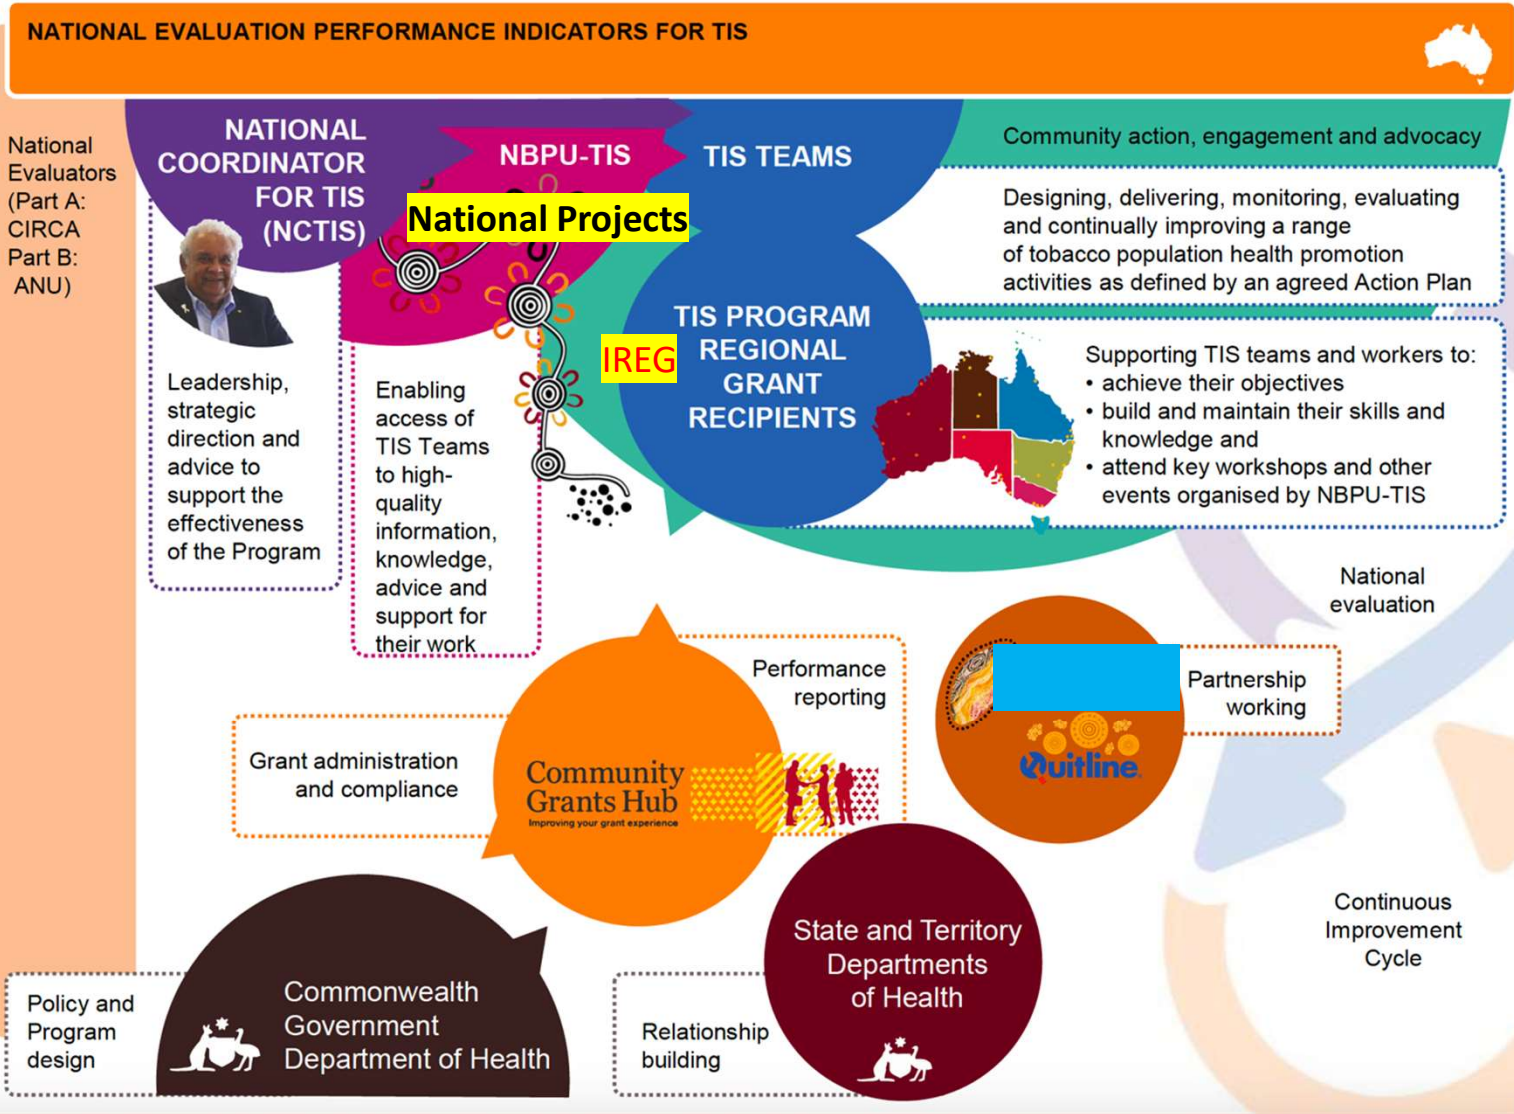 NATIONAL EVALUATION PERFORMANCE INDICATORS FOR TIS
National
Evaluators
(Part A:
CIRCA
Part B:
ANU)
NATIONAL
COORDINATOR
FOR TIS
(NCTIS)
Leadership,
strategic
direction and
advice to
support the
effectiveness
of the Program
NBPU-TIS
National Projects
Enabling
access of
TIS Teams
to high-
quality
information,
knowledge,
advice and
support for
their work
TIS TEAMS
IREG
TIS PROGRAM
REGIONAL
GRANT
RECIPIENTS
Community action, engagement and advocacy
Designing, delivering, monitoring, evaluating
and continually improving a range
of tobacco population health promotion
activities as defined by an agreed Action Plan
Supporting TIS teams and workers to:
• achieve their objectives
• build and maintain their skills and
knowledge and
• attend key workshops and other
events organised by NBPU-TIS
National
evaluation
Performance
reporting
Grant administration
and compliance
Community
Grants Hub
Improving your grant experience
Quitline
Partnership
working
Continuous
Improvement
Cycle
State and Territory
Departments
of Health
Relationship
building
Commonwealth
Government
Department of Health
Policy and
Program
design